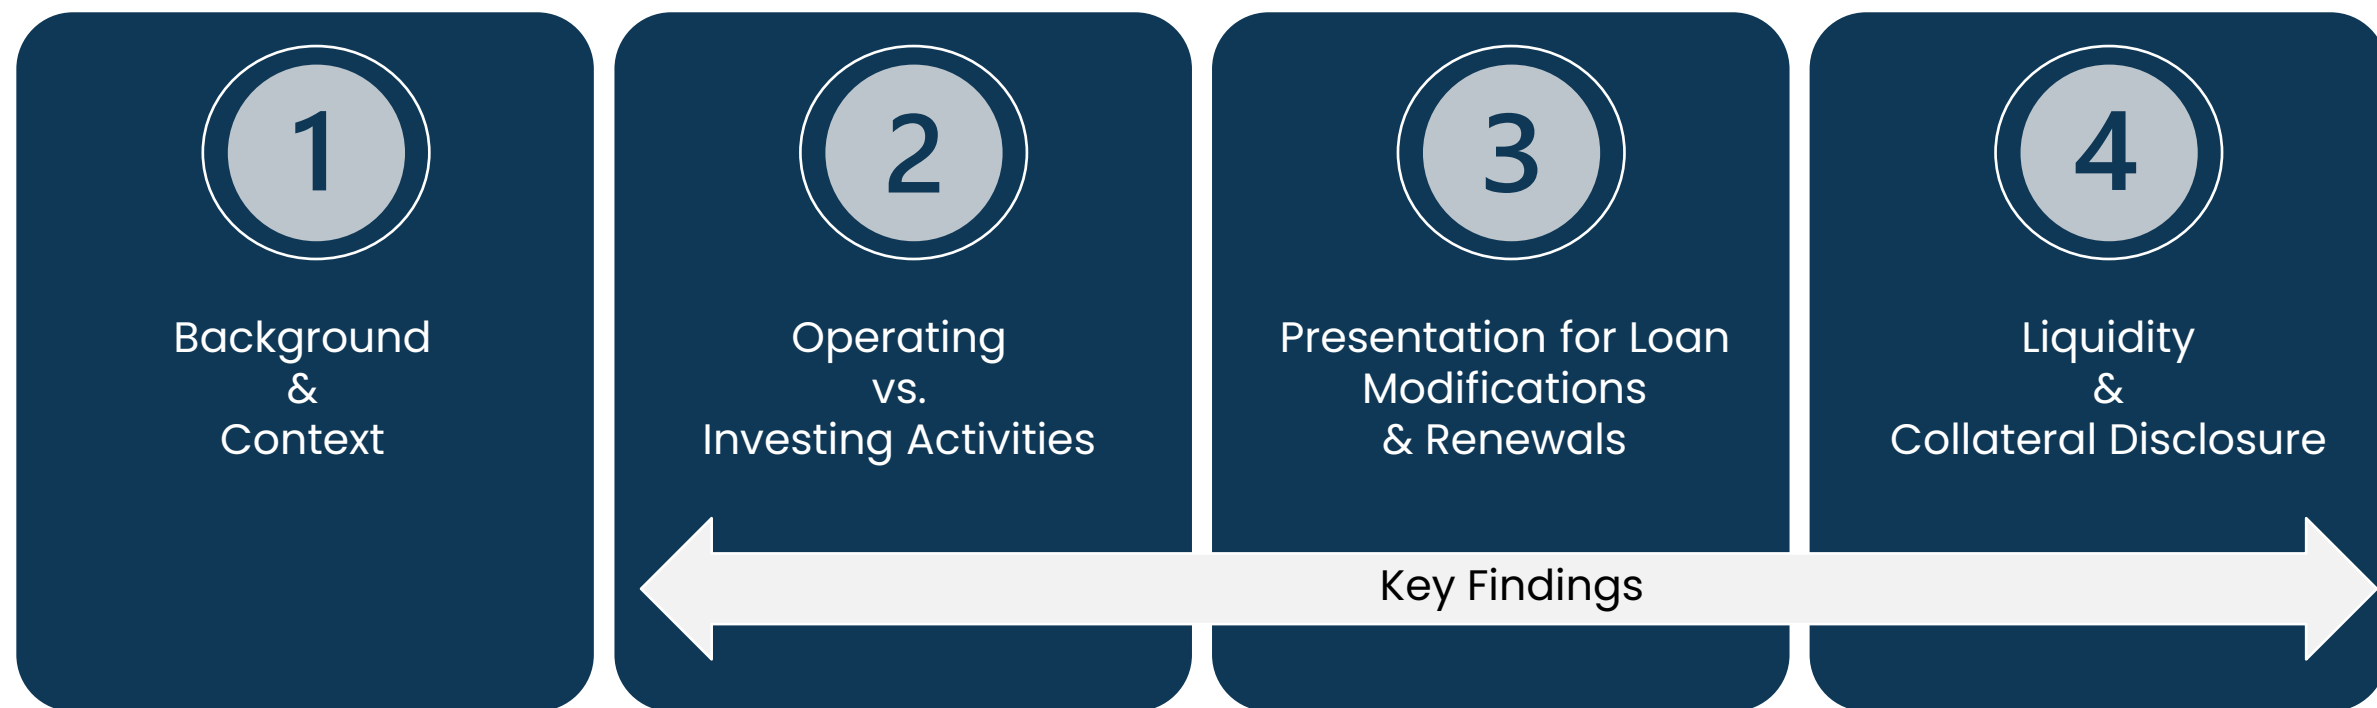 1
Background
&
Context
2
Operating
vs.
Investing Activities
3
Presentation for Loan
Modifications
& Renewals
4
Liquidity
&
Collateral Disclosure
Key Findings